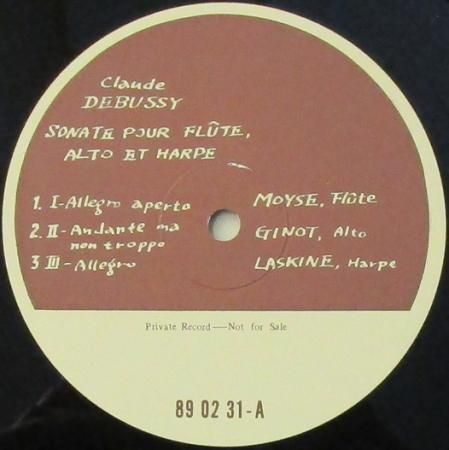 Claude
DEBUSSY
SONATE POUR FLÛTE,
ALTO ET HARPE
1. I-Allegro aperto
2. II-Andante ma
non troppo
3 III-Allegro
MOYSE, Flûte
GINOT, Alto
LASKINE, Harpe
Private Record—Not for Sale
89 02 31-A